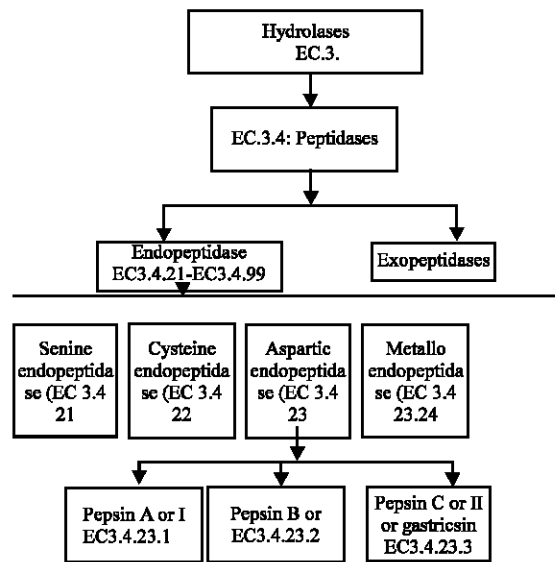 Hydrolases
EC.3.
EC.3.4: Peptidases
Endopeptidase
EC3.4.21-EC3.4.99
Exopeptidases
Senine
endopeptida
se (EC 3.4
21
Cysteine
endopeptida
se (EC 3.4
22
Aspartic
endopeptida
se (EC 3.4
23
Metallo
endopeptida
se (EC 3.4
23.24
Pepsin A or I
EC3.4.23.1
Pepsin B or
EC3.4.23.2
Pepsin C or II
or gastricsin
EC3.4.23.3